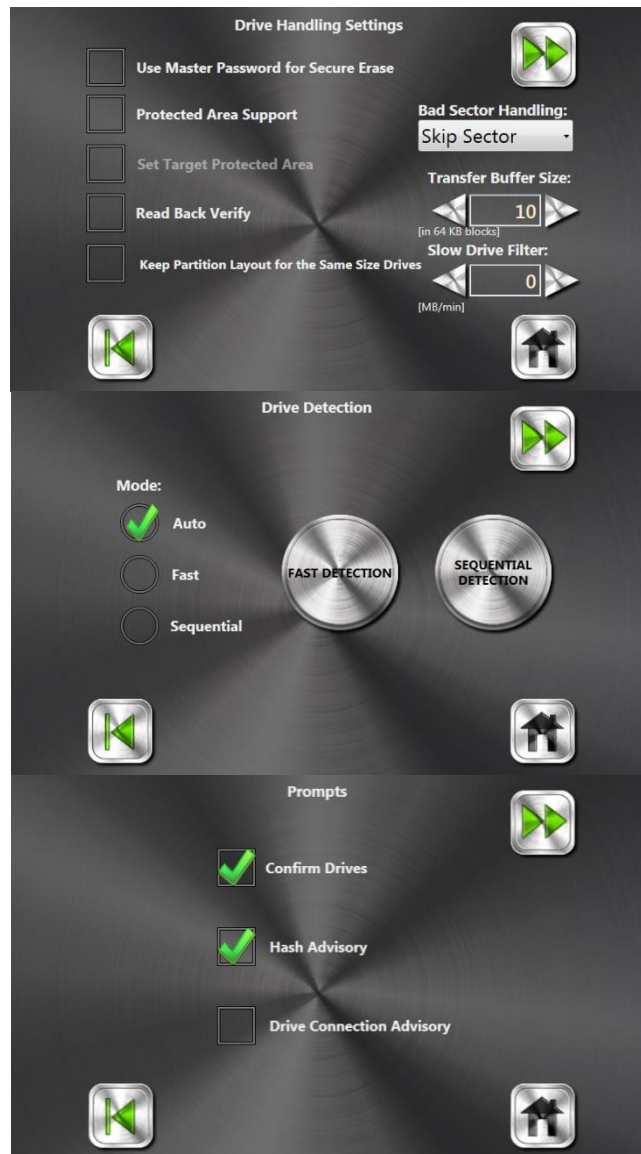 Drive Handling Settings
Use Master Password for Secure Erase
Protected Area Support
Set Target Protected Area
Read Back Verify
Keep Partition Layout for the Same Size Drives
Bad Sector Handling:
Skip Sector
Transfer Buffer Size:
10
[in 64 KB blocks]
Slow Drive Filter:
0
[MB/min]
Drive Detection
Mode:
Auto
Fast
Sequential
FAST DETECTION
SEQUENTIAL
DETECTION
Prompts
Confirm Drives
Hash Advisory
Drive Connection Advisory